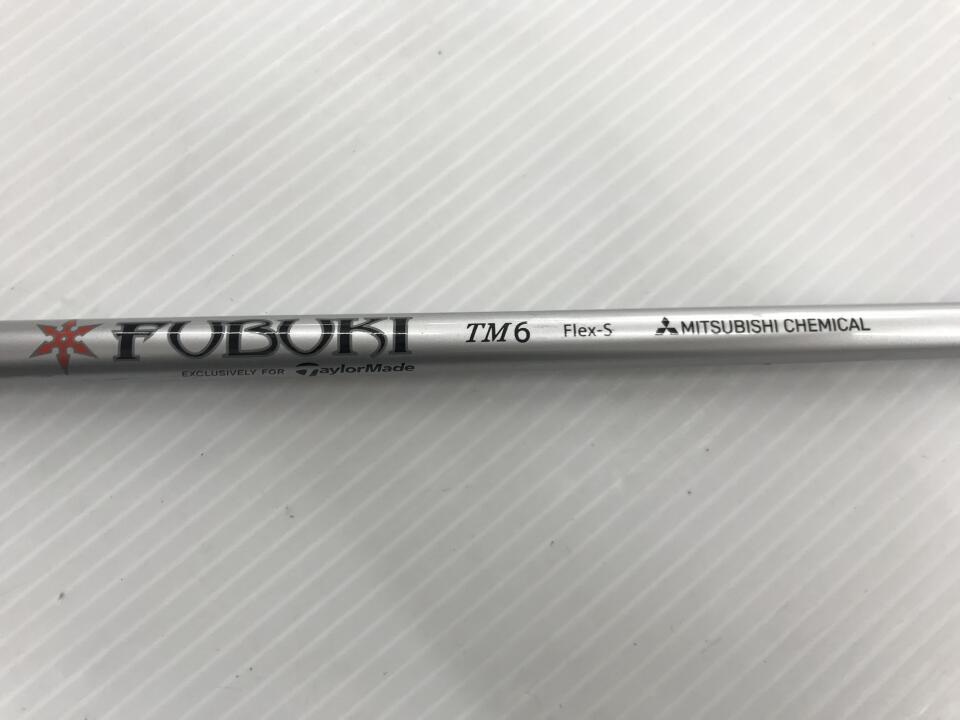 FUBUKI TM6 Flex-S MITSUBISHI CHEMICAL
EXCLUSIVELY FOR TaylorMade